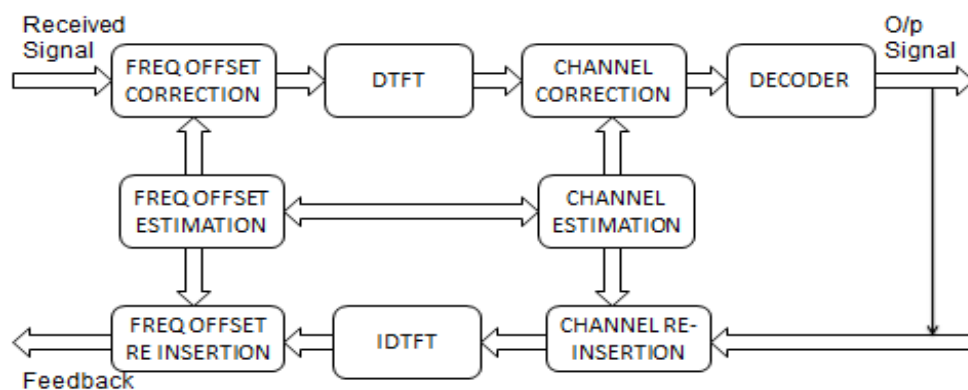 Received
Signal
O/p
Signal
FREQ OFFSET
CORRECTION
DTFT
CHANNEL
CORRECTION
DECODER
FREQ OFFSET
ESTIMATION
CHANNEL
ESTIMATION
FREQ OFFSET
RE INSERTION
IDTFT
CHANNEL RE-
INSERTION
Feedback